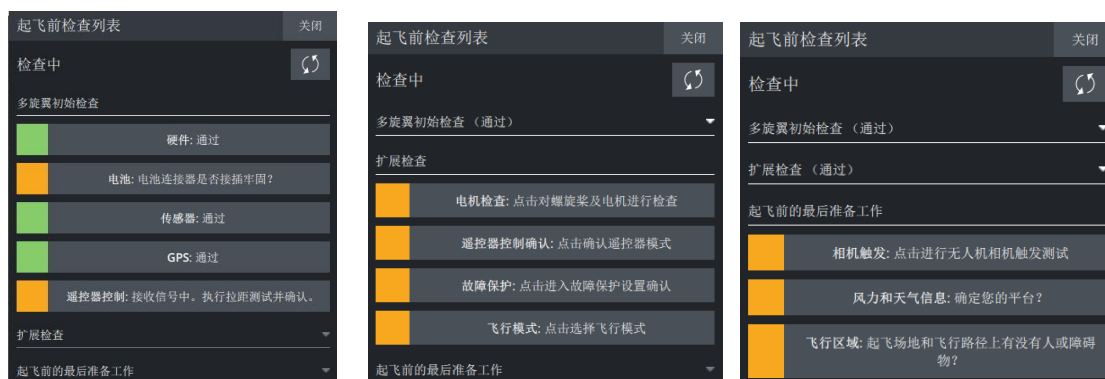 起飞前检查列表 关闭
检查中
多旋翼初始检查
硬件: 通过
电池: 电池连接器是否接插牢固？
传感器: 通过
GPS: 通过
遥控器控制: 接收信号中。执行拉距测试并确认。
扩展检查
起飞前的最后准备工作
起飞前检查列表 关闭
检查中
多旋翼初始检查 （通过）
扩展检查
电机检查: 点击对螺旋桨及电机进行检查
遥控器控制确认: 点击确认遥控器模式
故障保护: 点击进入故障保护设置确认
飞行模式: 点击选择飞行模式
起飞前的最后准备工作
起飞前检查列表 关闭
检查中
多旋翼初始检查 （通过）
扩展检查 （通过）
起飞前的最后准备工作
相机触发: 点击进行无人机相机触发测试
风力和天气信息: 确定您的平台？
飞行区域: 起飞场地和飞行路径上有没有人或障碍
物？